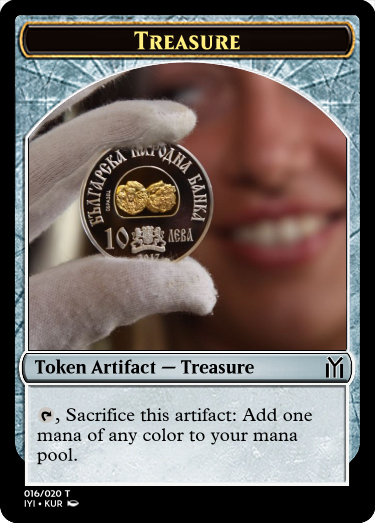 TREASURE
БЪЛГАРСКА НАРОДНА БАНКА
10 ЛЕВА
2017
Token Artifact — Treasure
, Sacrifice this artifact: Add one
mana of any color to your mana
pool.
016/020 T
IYI • KUR